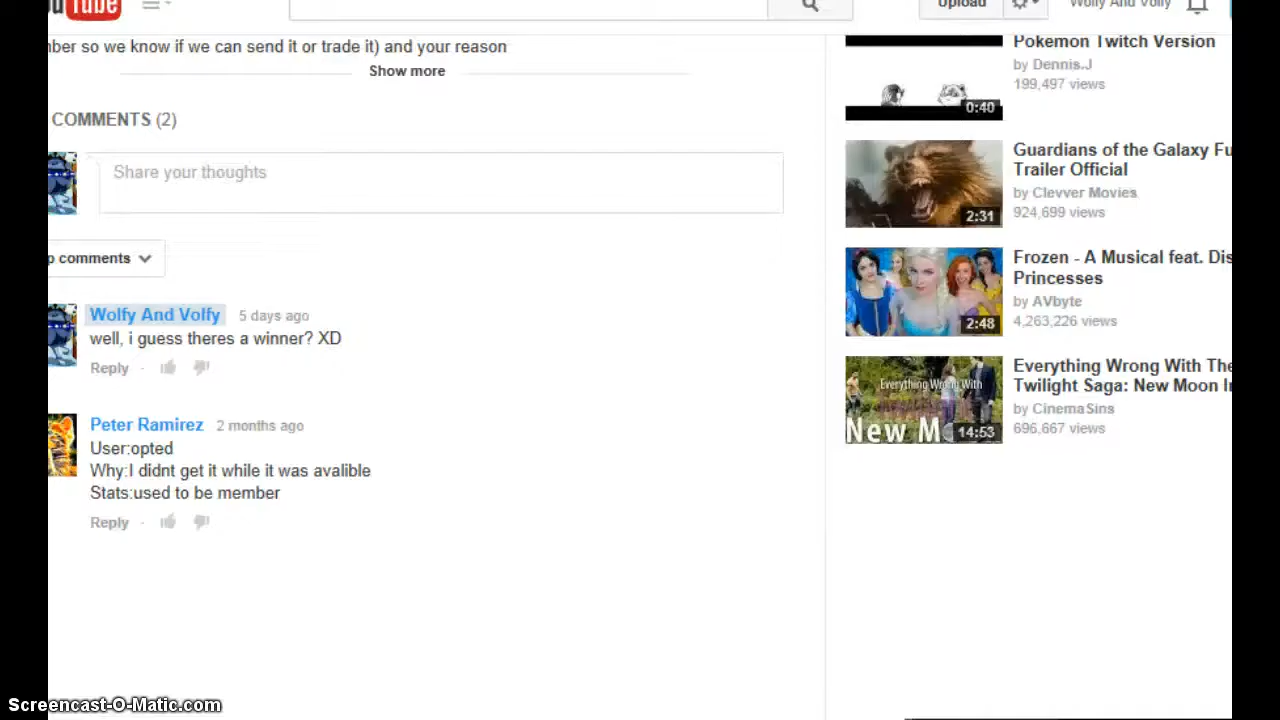 You Tube
Upload
Wolfy And Volfy
ber so we know if we can send it or trade it) and your reason
Show more
COMMENTS (2)
Share your thoughts
p comments
Wolfy And Volfy 5 days ago
well, i guess theres a winner? XD
Reply
Peter Ramirez 2 months ago
User:opted
Why:I didnt get it while it was avalible
Stats:used to be member
Reply
Pokemon Twitch Version
by Dennis.J
199,497 views
0:40
Guardians of the Galaxy Fu
Trailer Official
by Clevver Movies
924,699 views
2:31
Frozen - A Musical feat. Dis
Princesses
by AVbyte
4,263,226 views
2:48
Everything Wrong With The
Twilight Saga: New Moon I
by CinemaSins
696,667 views
Everything Wrong With
New M
14:53
Screencast-O-Matic.com